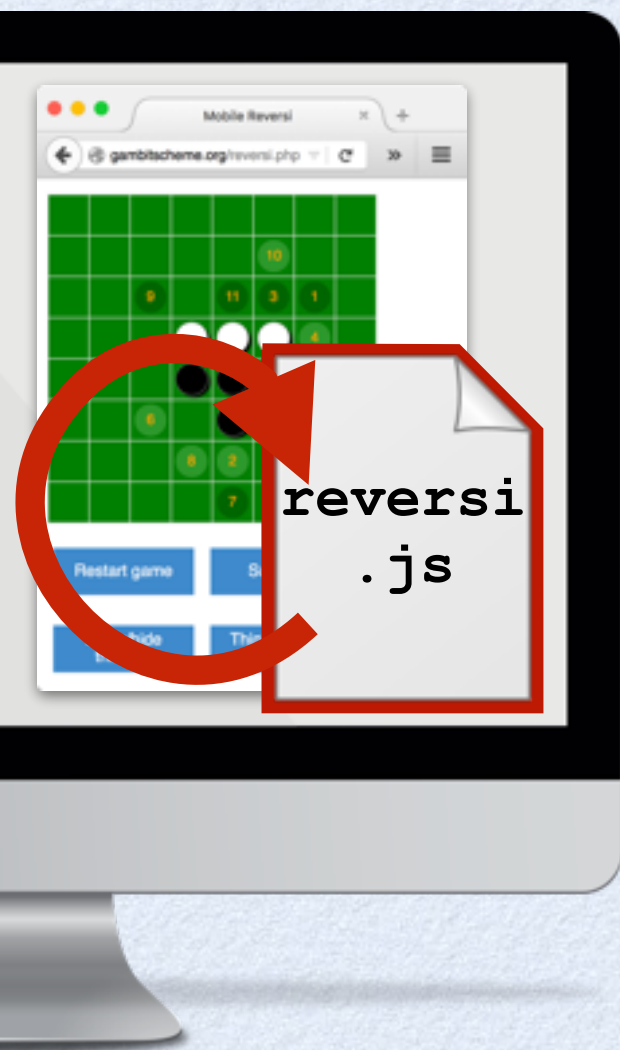 Mobile Reversi
gambitscheme.org/reversi.php
10
9 11 3 1
4
6
8 2
7
reversi
.js
Restart game
hide